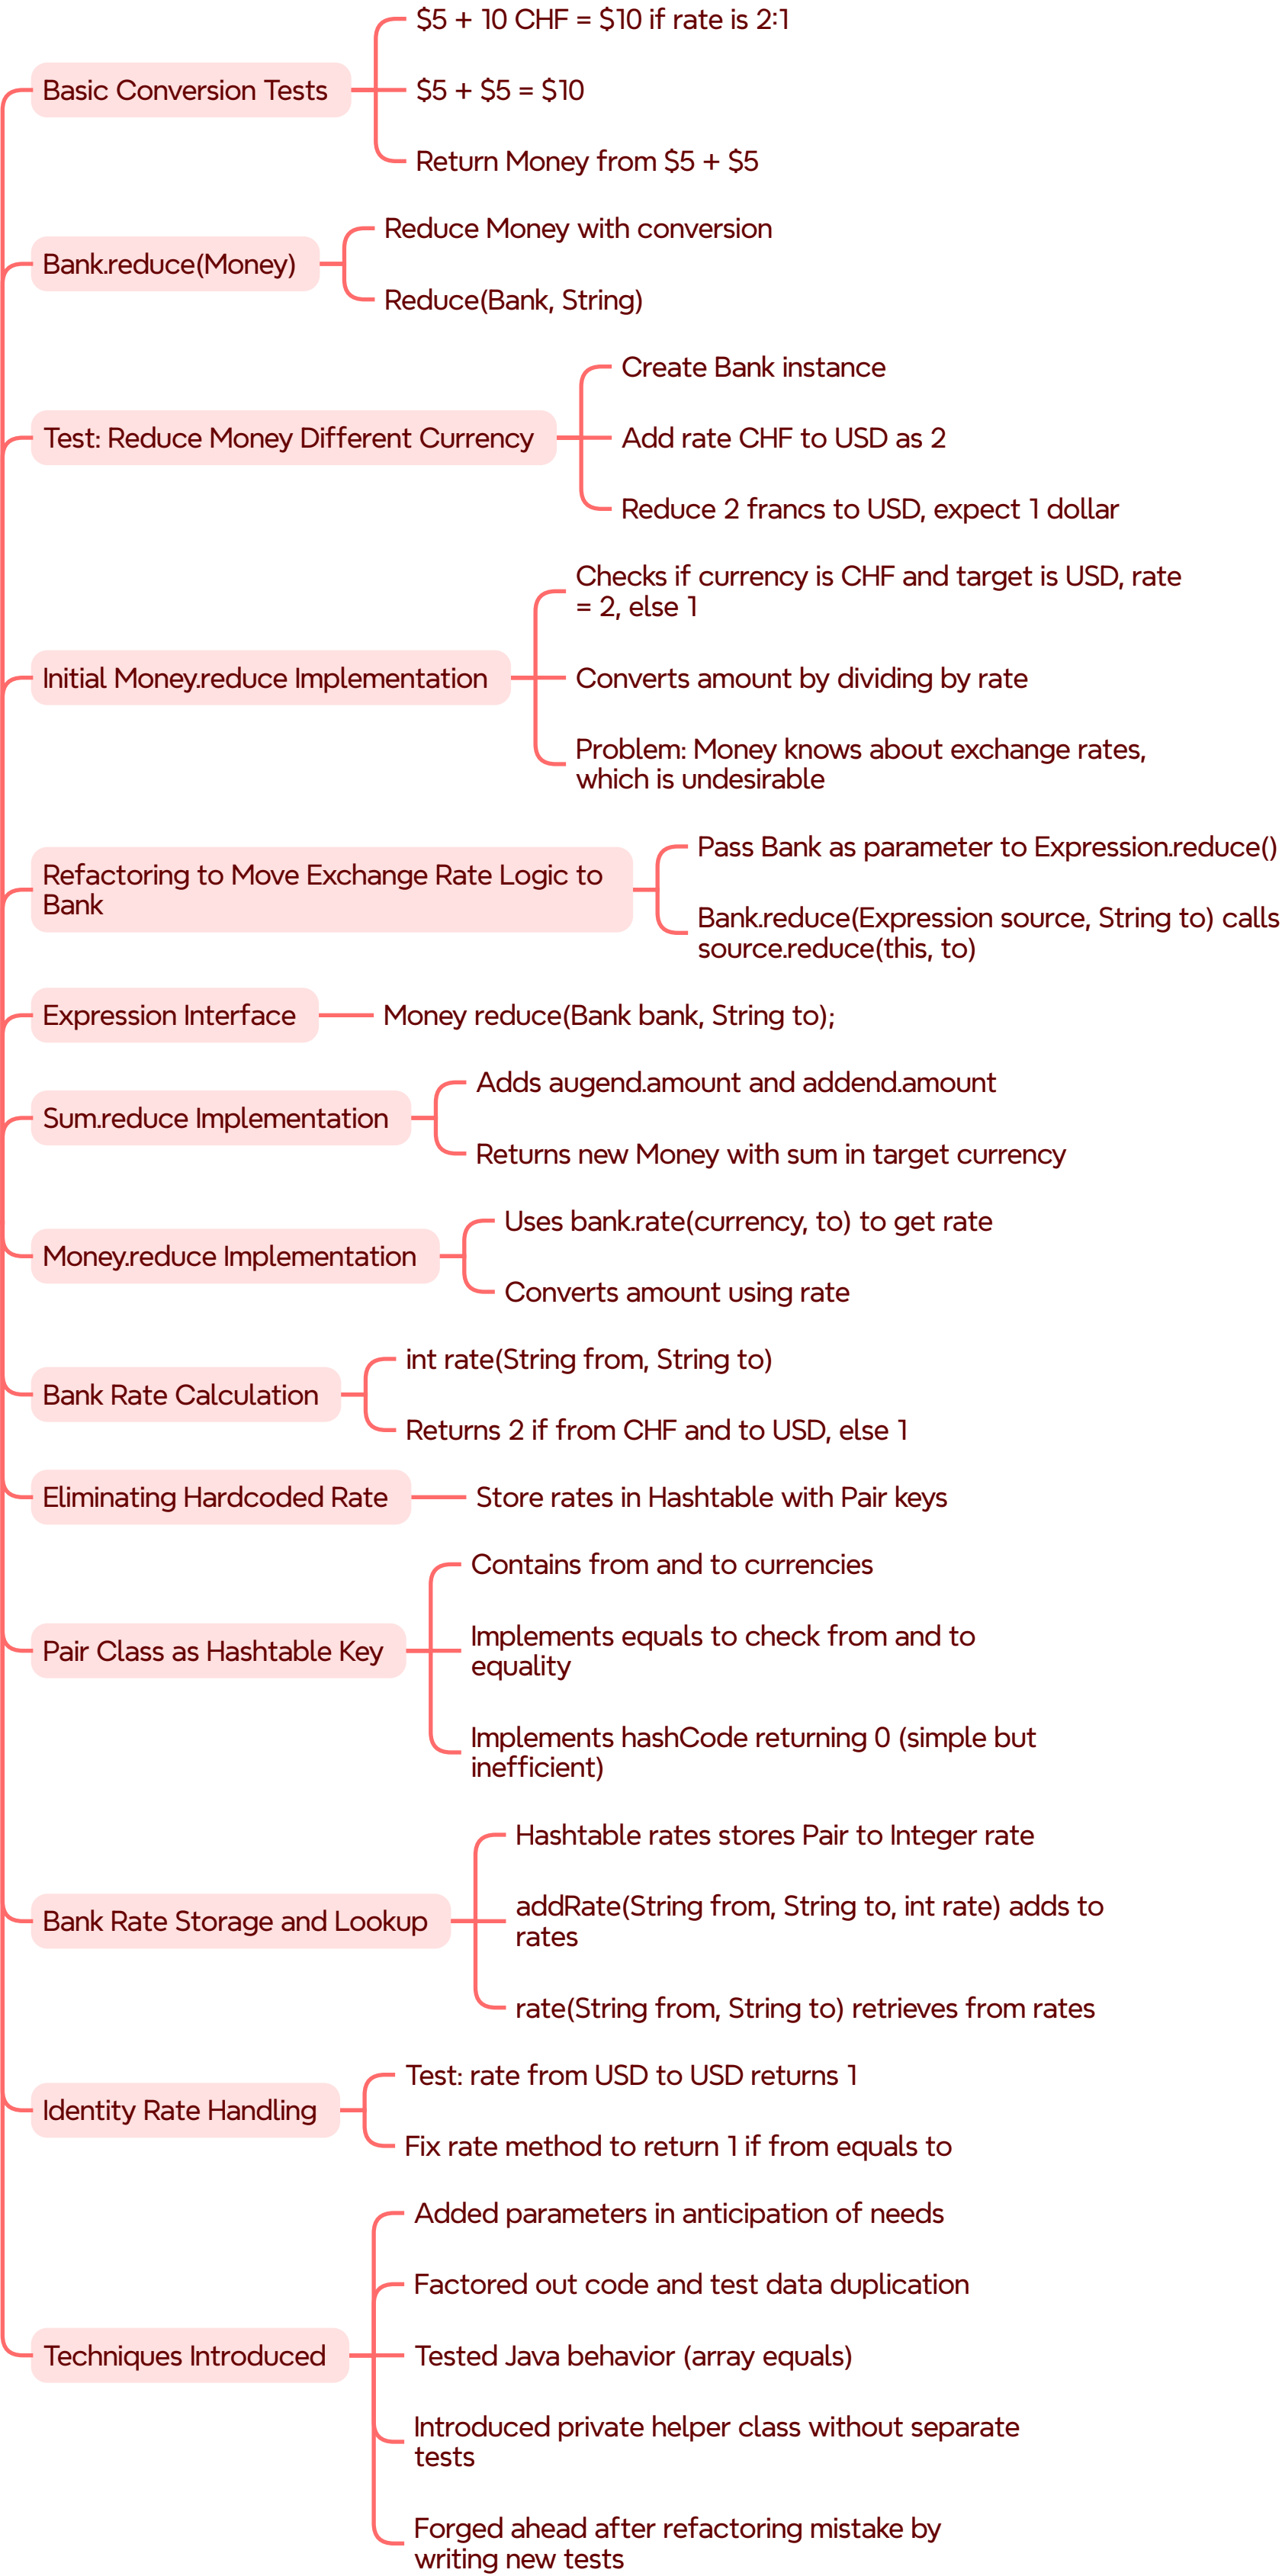 Basic Conversion Tests
$5 + 10 CHF = $10 if rate is 2:1
$5 + $5 = $10
Return Money from $5 + $5
Bank.reduce(Money)
Reduce Money with conversion
Reduce(Bank, String)
Test: Reduce Money Different Currency
Create Bank instance
Add rate CHF to USD as 2
Reduce 2 francs to USD, expect 1 dollar
Initial Money.reduce Implementation
Checks if currency is CHF and target is USD, rate
= 2, else 1
Converts amount by dividing by rate
Problem: Money knows about exchange rates,
which is undesirable
Refactoring to Move Exchange Rate Logic to
Bank
Pass Bank as parameter to Expression.reduce()
Bank.reduce(Expression source, String to) calls
source.reduce(this, to)
Expression Interface
Money reduce(Bank bank, String to);
Sum.reduce Implementation
Adds augend.amount and addend.amount
Returns new Money with sum in target currency
Money.reduce Implementation
Uses bank.rate(currency, to) to get rate
Converts amount using rate
Bank Rate Calculation
int rate(String from, String to)
Returns 2 if from CHF and to USD, else 1
Eliminating Hardcoded Rate
Store rates in Hashtable with Pair keys
Pair Class as Hashtable Key
Contains from and to currencies
Implements equals to check from and to
equality
Implements hashCode returning 0 (simple but
inefficient)
Bank Rate Storage and Lookup
Hashtable rates stores Pair to Integer rate
addRate(String from, String to, int rate) adds to
rates
rate(String from, String to) retrieves from rates
Identity Rate Handling
Test: rate from USD to USD returns 1
Fix rate method to return 1 if from equals to
Techniques Introduced
Added parameters in anticipation of needs
Factored out code and test data duplication
Tested Java behavior (array equals)
Introduced private helper class without separate
tests
Forged ahead after refactoring mistake by
writing new tests